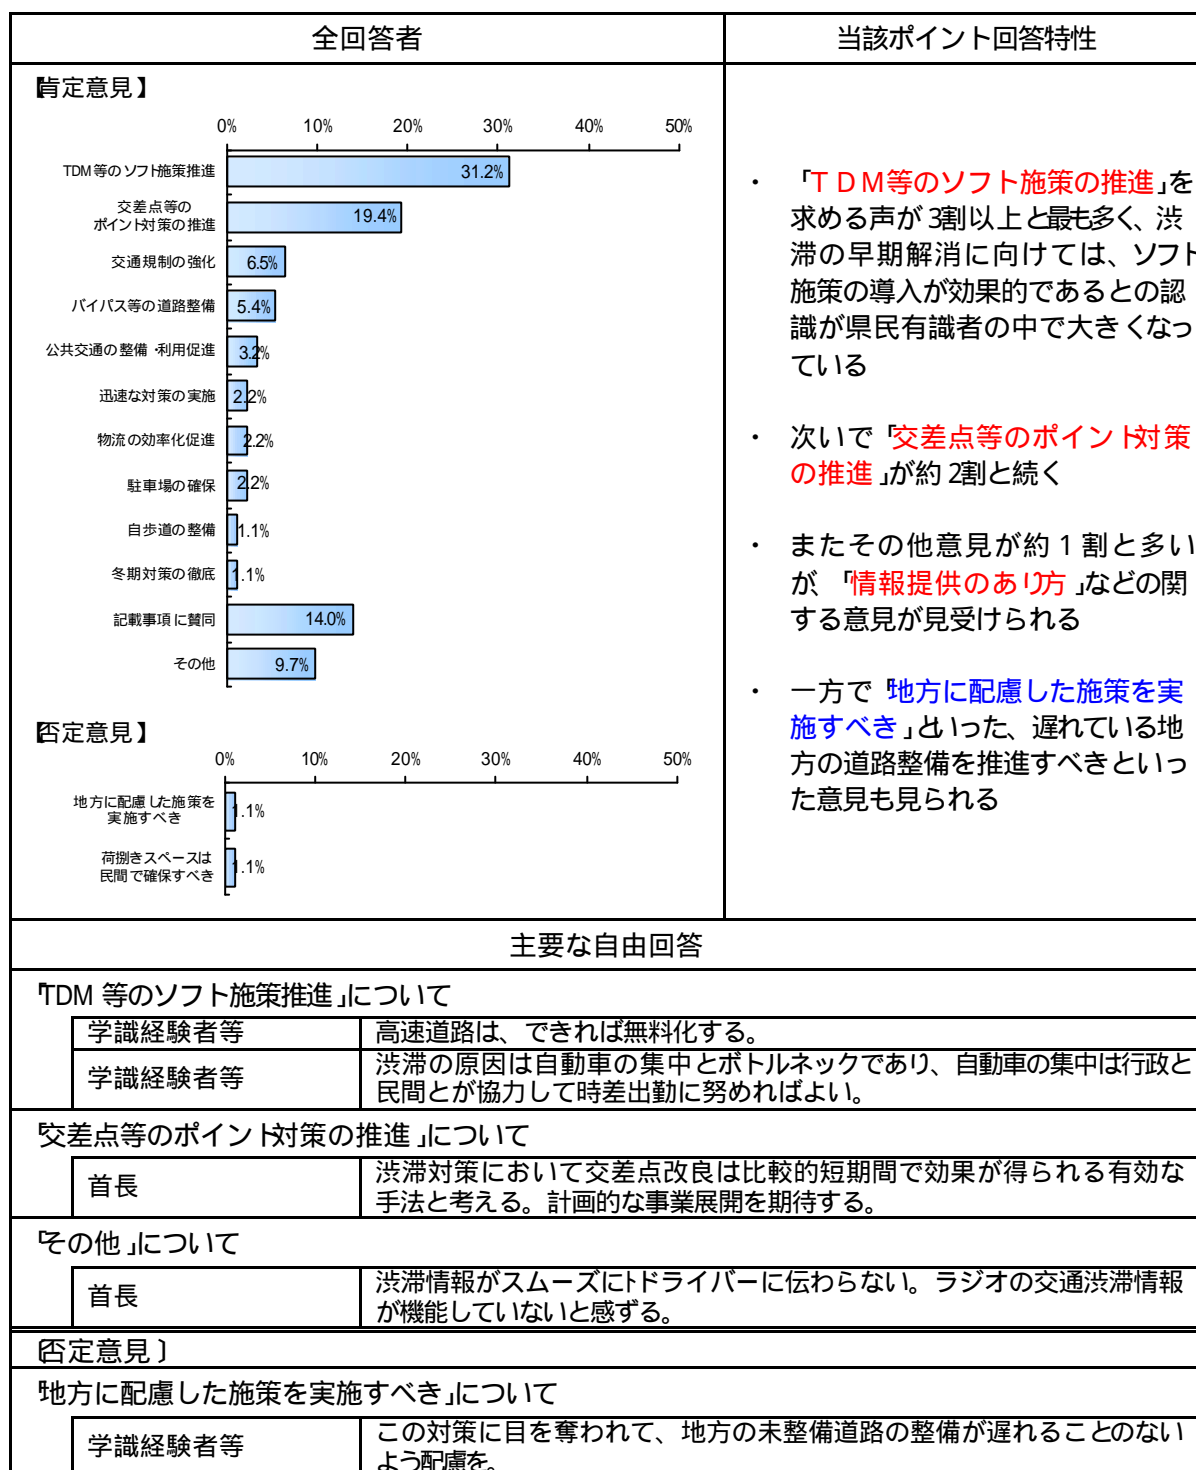 全回答者
当該ポイント回答特性
【肯定意見】
0% 10% 20% 30% 40% 50%
TDM等のソフト施策推進 31.2%
交差点等の
ポイント対策の推進 19.4%
交通規制の強化 6.5%
バイパス等の道路整備 5.4%
公共交通の整備・利用促進 3.2%
迅速な対策の実施 2.2%
物流の効率化促進 2.2%
駐車場の確保 2.2%
自歩道の整備 1.1%
冬期対策の徹底 1.1%
記載事項に賛同 14.0%
その他 9.7%
【否定意見】
0% 10% 20% 30% 40% 50%
地方に配慮した施策を
実施すべき 1.1%
荷捌きスペースは
民間で確保すべき 1.1%
・ 「ＴＤＭ等のソフト施策の推進」を
求める声が3割以上と最も多く、渋
滞の早期解消に向けては、ソフト
施策の導入が効果的であるとの認
識が県民有識者の中で大きくなっ
ている
・ 次いで「交差点等のポイント対策
の推進」が約2割と続く
・ またその他意見が約1割と多い
が、「情報提供のあり方」などの関
する意見が見受けられる
・ 一方で「地方に配慮した施策を実
施すべき」といった、遅れている地
方の道路整備を推進すべきといっ
た意見も見られる
主要な自由回答
「TDM等のソフト施策推進」について
学識経験者等 高速道路は、できれば無料化する。
学識経験者等 渋滞の原因は自動車の集中とボトルネックであり、自動車の集中は行政と
民間とが協力して時差出勤に努めればよい。
「交差点等のポイント対策の推進」について
首長 渋滞対策において交差点改良は比較的短期間で効果が得られる有効な
手法と考える。計画的な事業展開を期待する。
「その他」について
首長 渋滞情報がスムーズにトドライバーに伝わらない。ラジオの交通渋滞情報
が機能していないと感ずる。
〔否定意見〕
「地方に配慮した施策を実施すべき」について
学識経験者等 この対策に目を奪われて、地方の未整備道路の整備が遅れることのない
よう配慮を。